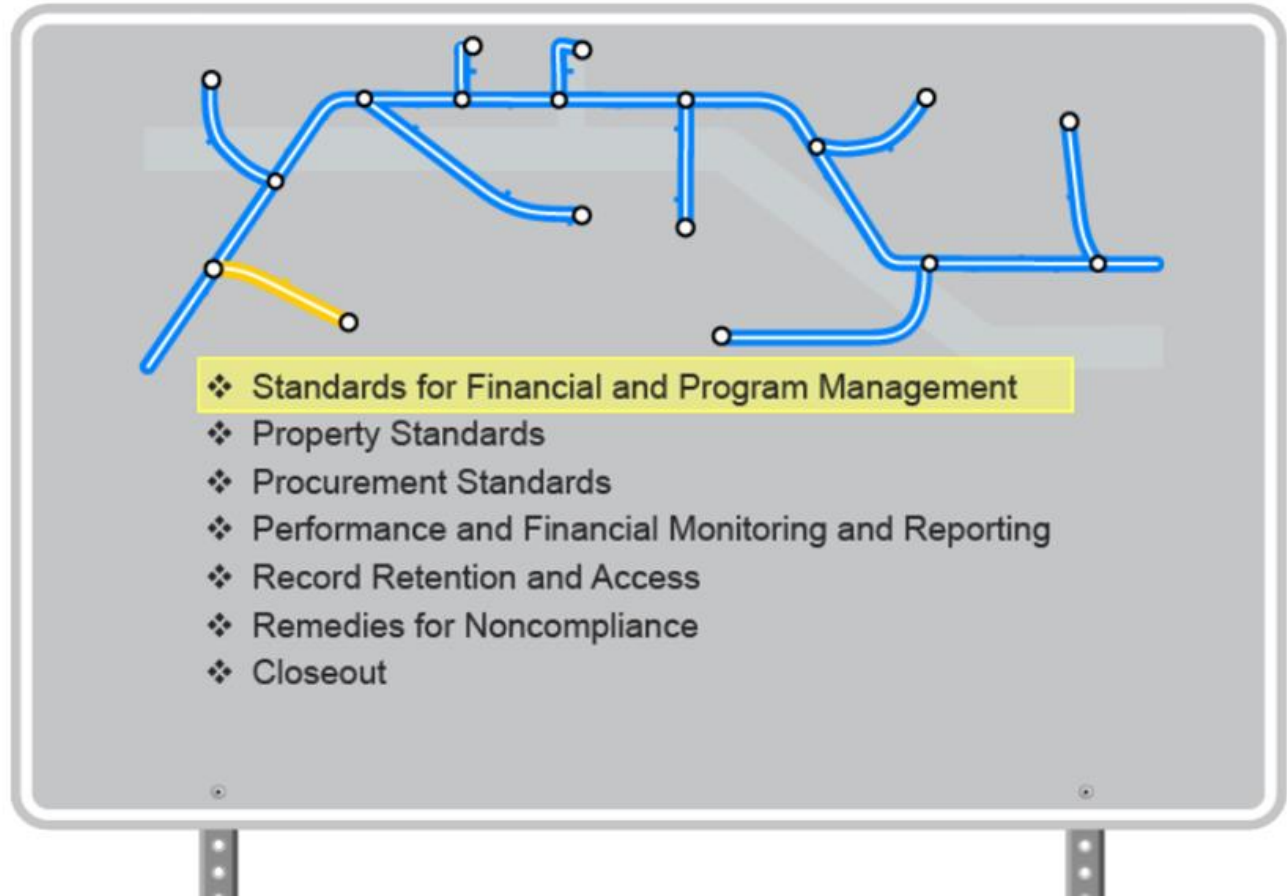 ❖ Standards for Financial and Program Management
❖ Property Standards
❖ Procurement Standards
❖ Performance and Financial Monitoring and Reporting
❖ Record Retention and Access
❖ Remedies for Noncompliance
❖ Closeout